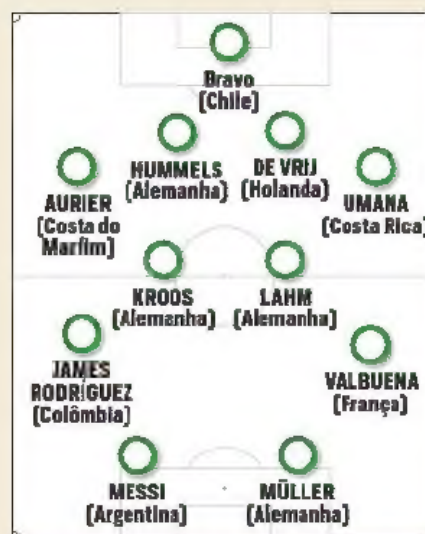 Bravo
(Chile)
HUMMELS
(Alemanha)
DE VRIJ
(Holanda)
AURIER
(Costa do
Marfim)
UMANA
(Costa Rica)
KROOS
(Alemanha)
LAHM
(Alemanha)
JAMES
RODRÍGUEZ
(Colômbia)
VALBUENA
(França)
MESSI
(Argentina)
MÜLLER
(Alemanha)